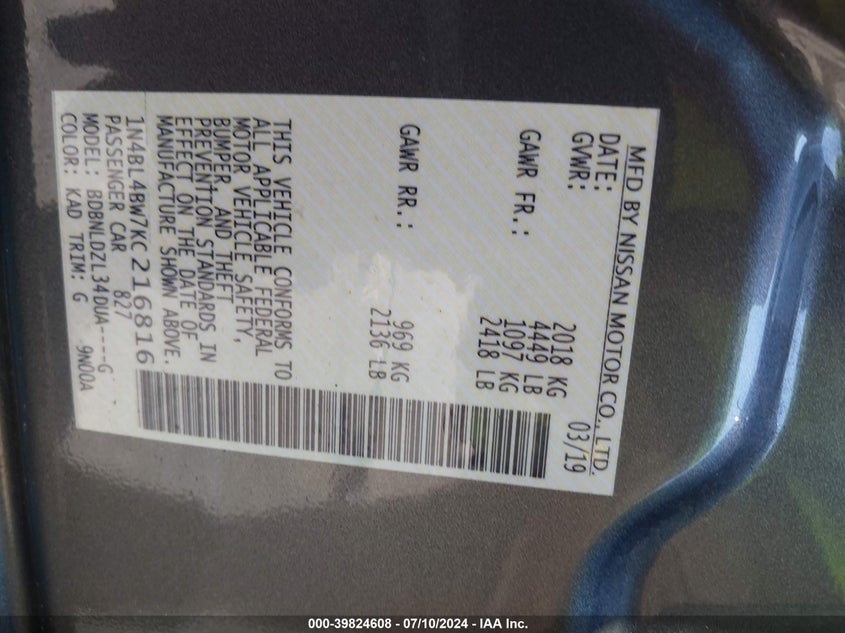 MFD BY NISSAN MOTOR CO., LTD.
DATE: 03/19
GVWR: 2018 KG
4449 LB
GAWR FR.: 1097 KG
2418 LB
GAWR RR.: 969 KG
2136 LB
THIS VEHICLE CONFORMS TO
ALL APPLICABLE FEDERAL
MOTOR VEHICLE SAFETY,
BUMPER, AND THEFT
PREVENTION STANDARDS IN
EFFECT ON THE DATE OF
MANUFACTURE SHOWN ABOVE.
1N4BL4BW7KC216816
PASSENGER CAR 827
MODEL: BDBNLDZL34DUA----G
COLOR: KAD TRIM: G 9N00A
000-39824608 - 07/10/2024 - IAA Inc.